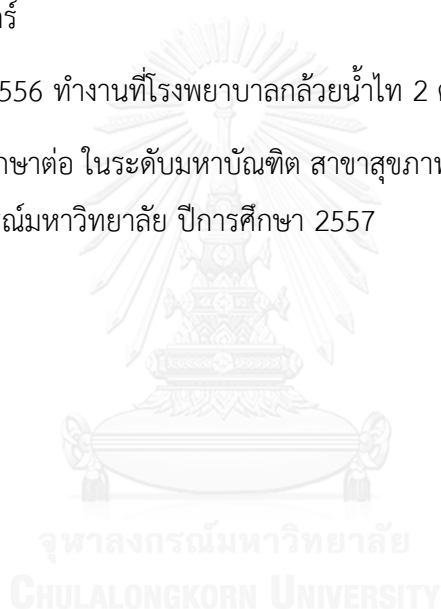 ร์
556 ทำงานที่โรงพยาบาลกล้วยน้ำไท 2
กษาต่อ ในระดับมหาบัณฑิต สาขาสุขภาพ
รณ์มหาวิทยาลัย ปีการศึกษา 2557
จุฬาลงกรณ์มหาวิทยาลัย
CHULALONGKORN UNIVERSITY